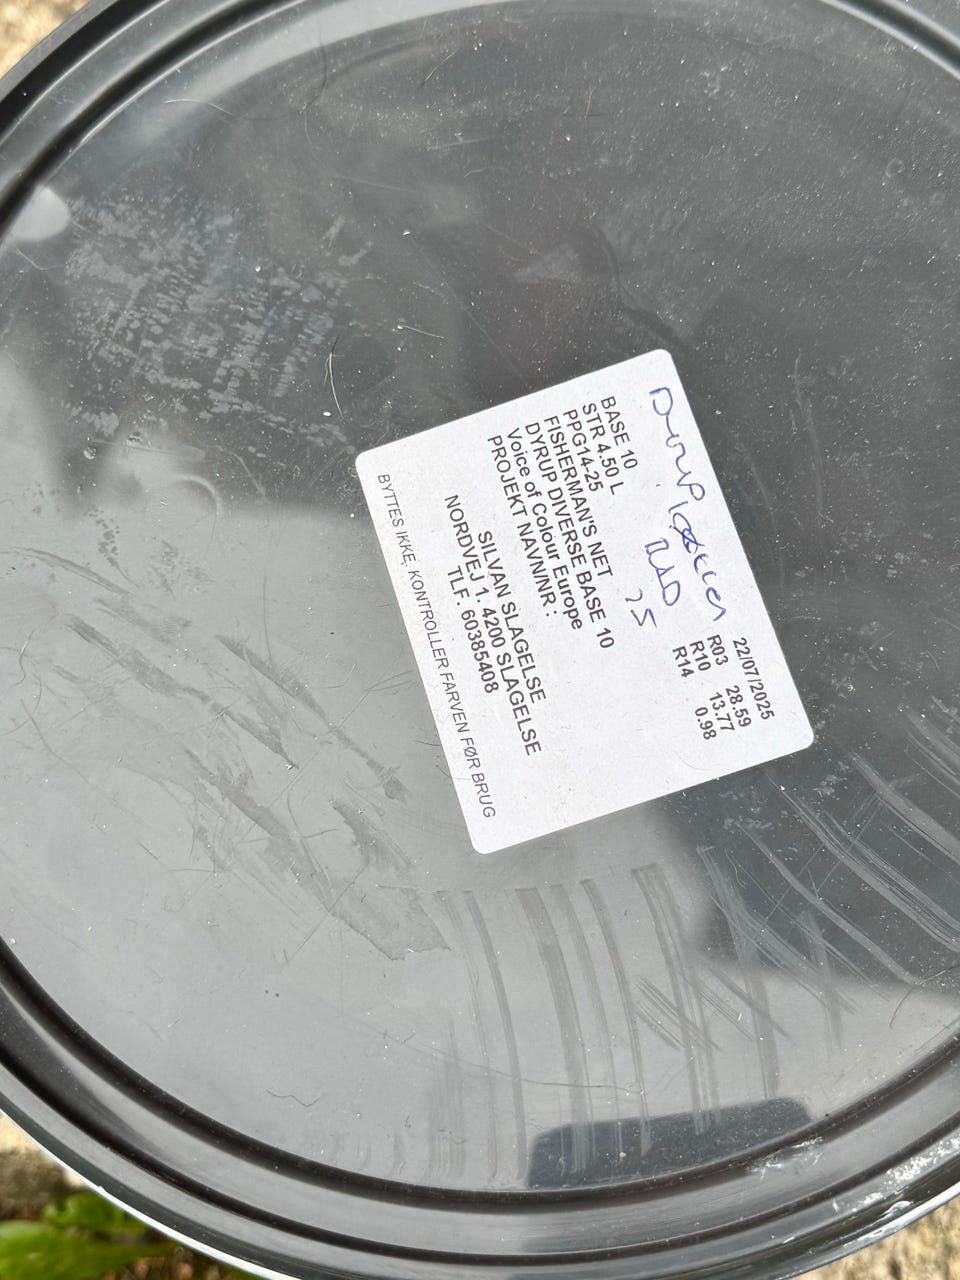 22/07/2025
R03 28.59
R10 13.77
R14 0.98
25
BASE 10
STR 4.50 L
PPG14-25
FISHERMAN'S NET
DYRUP DIVERSE BASE 10
Voice of Colour Europe
PROJEKT NAVN/NR :
SILVAN SLAGELSE
NORDVEJ 1. 4200 SLAGELSE
TLF. 60385408
BYTTES IKKE, KONTROLLER FARVEN FØR BRUG